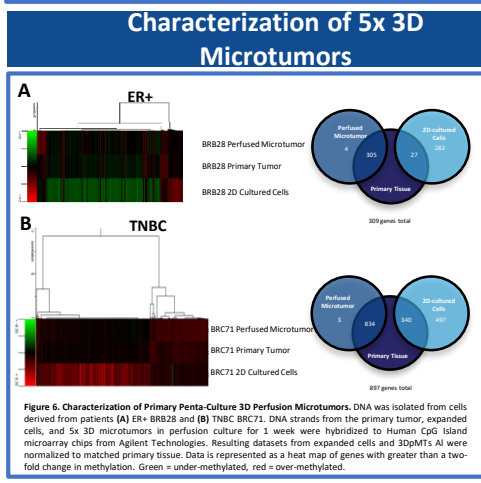 Characterization of 5x 3D
Microtumors
A
ER+
BRB28 Perfused Microtumor
BRB28 Primary Tumor
BRB28 2D Cultured Cells
Perfused
Microtumor
4
305
27
2D-cultured
Cells
282
Primary Tissue
309 genes total
B
TNBC
BRC71 Perfused Microtumor
BRC71 Primary Tumor
BRC71 2D Cultured Cells
Perfused
Microtumor
3
834
340
2D-cultured
Cells
497
Primary Tissue
897 genes total
Figure 6. Characterization of Primary Penta-Culture 3D Perfusion Microtumors. DNA was isolated from cells
derived from patients (A) ER+ BRB28 and (B) TNBC BRC71. DNA strands from the primary tumor, expanded
cells, and 5x 3D microtumors in perfusion culture for 1 week were hybridized to Human CpG Island
microarray chips from Agilent Technologies. Resulting datasets from expanded cells and 3DpMTs Al were
normalized to matched primary tissue. Data is represented as a heat map of genes with greater than a two-
fold change in methylation. Green = under-methylated, red = over-methylated.